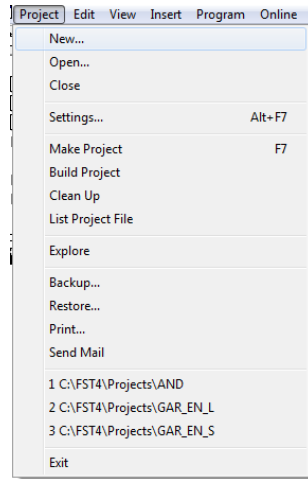 Project Edit View Insert Program Online
New...
Open...
Close
Settings... Alt+F7
Make Project F7
Build Project
Clean Up
List Project File
Explore
Backup...
Restore...
Print...
Send Mail
1 C:\FST4\Projects\AND
2 C:\FST4\Projects\GAR_EN_L
3 C:\FST4\Projects\GAR_EN_S
Exit